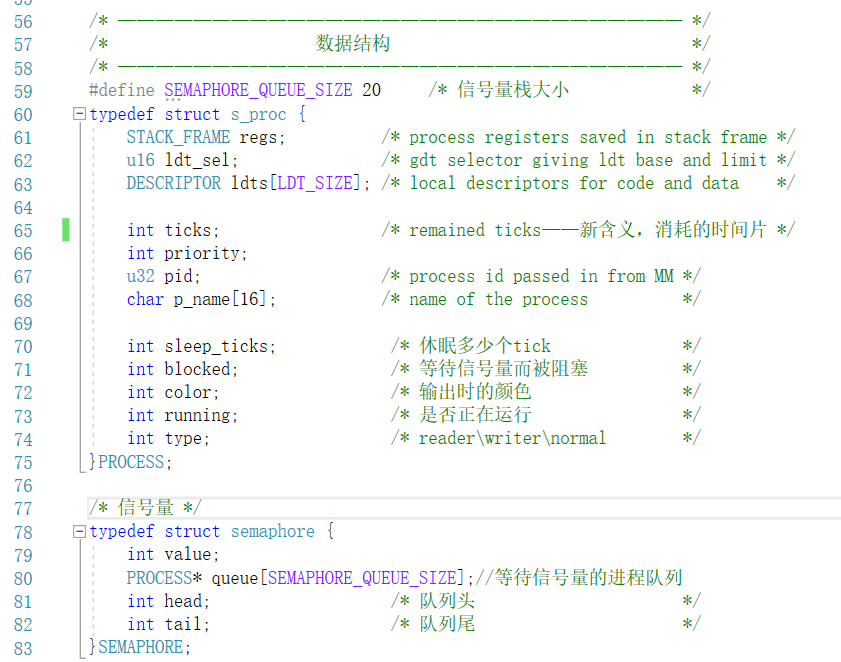 55
56 /* ———————————————————————————————— */
57 /* 数据结构 */
58 /* ———————————————————————————————— */
59 #define SEMAPHORE_QUEUE_SIZE 20 /* 信号量栈大小 */
60 typedef struct s_proc {
61 STACK_FRAME regs; /* process registers saved in stack frame */
62 u16 ldt_sel; /* gdt selector giving ldt base and limit */
63 DESCRIPTOR ldts[LDT_SIZE]; /* local descriptors for code and data */
64
65 int ticks; /* remained ticks——新含义，消耗的时间片 */
66 int priority;
67 u32 pid; /* process id passed in from MM */
68 char p_name[16]; /* name of the process */
69
70 int sleep_ticks; /* 休眠多少个tick */
71 int blocked; /* 等待信号量而被阻塞 */
72 int color; /* 输出时的颜色 */
73 int running; /* 是否正在运行 */
74 int type; /* reader\writer\normal */
75 }PROCESS;
76
77 /* 信号量 */
78 typedef struct semaphore {
79 int value;
80 PROCESS* queue[SEMAPHORE_QUEUE_SIZE];//等待信号量的进程队列
81 int head; /* 队列头 */
82 int tail; /* 队列尾 */
83 }SEMAPHORE;